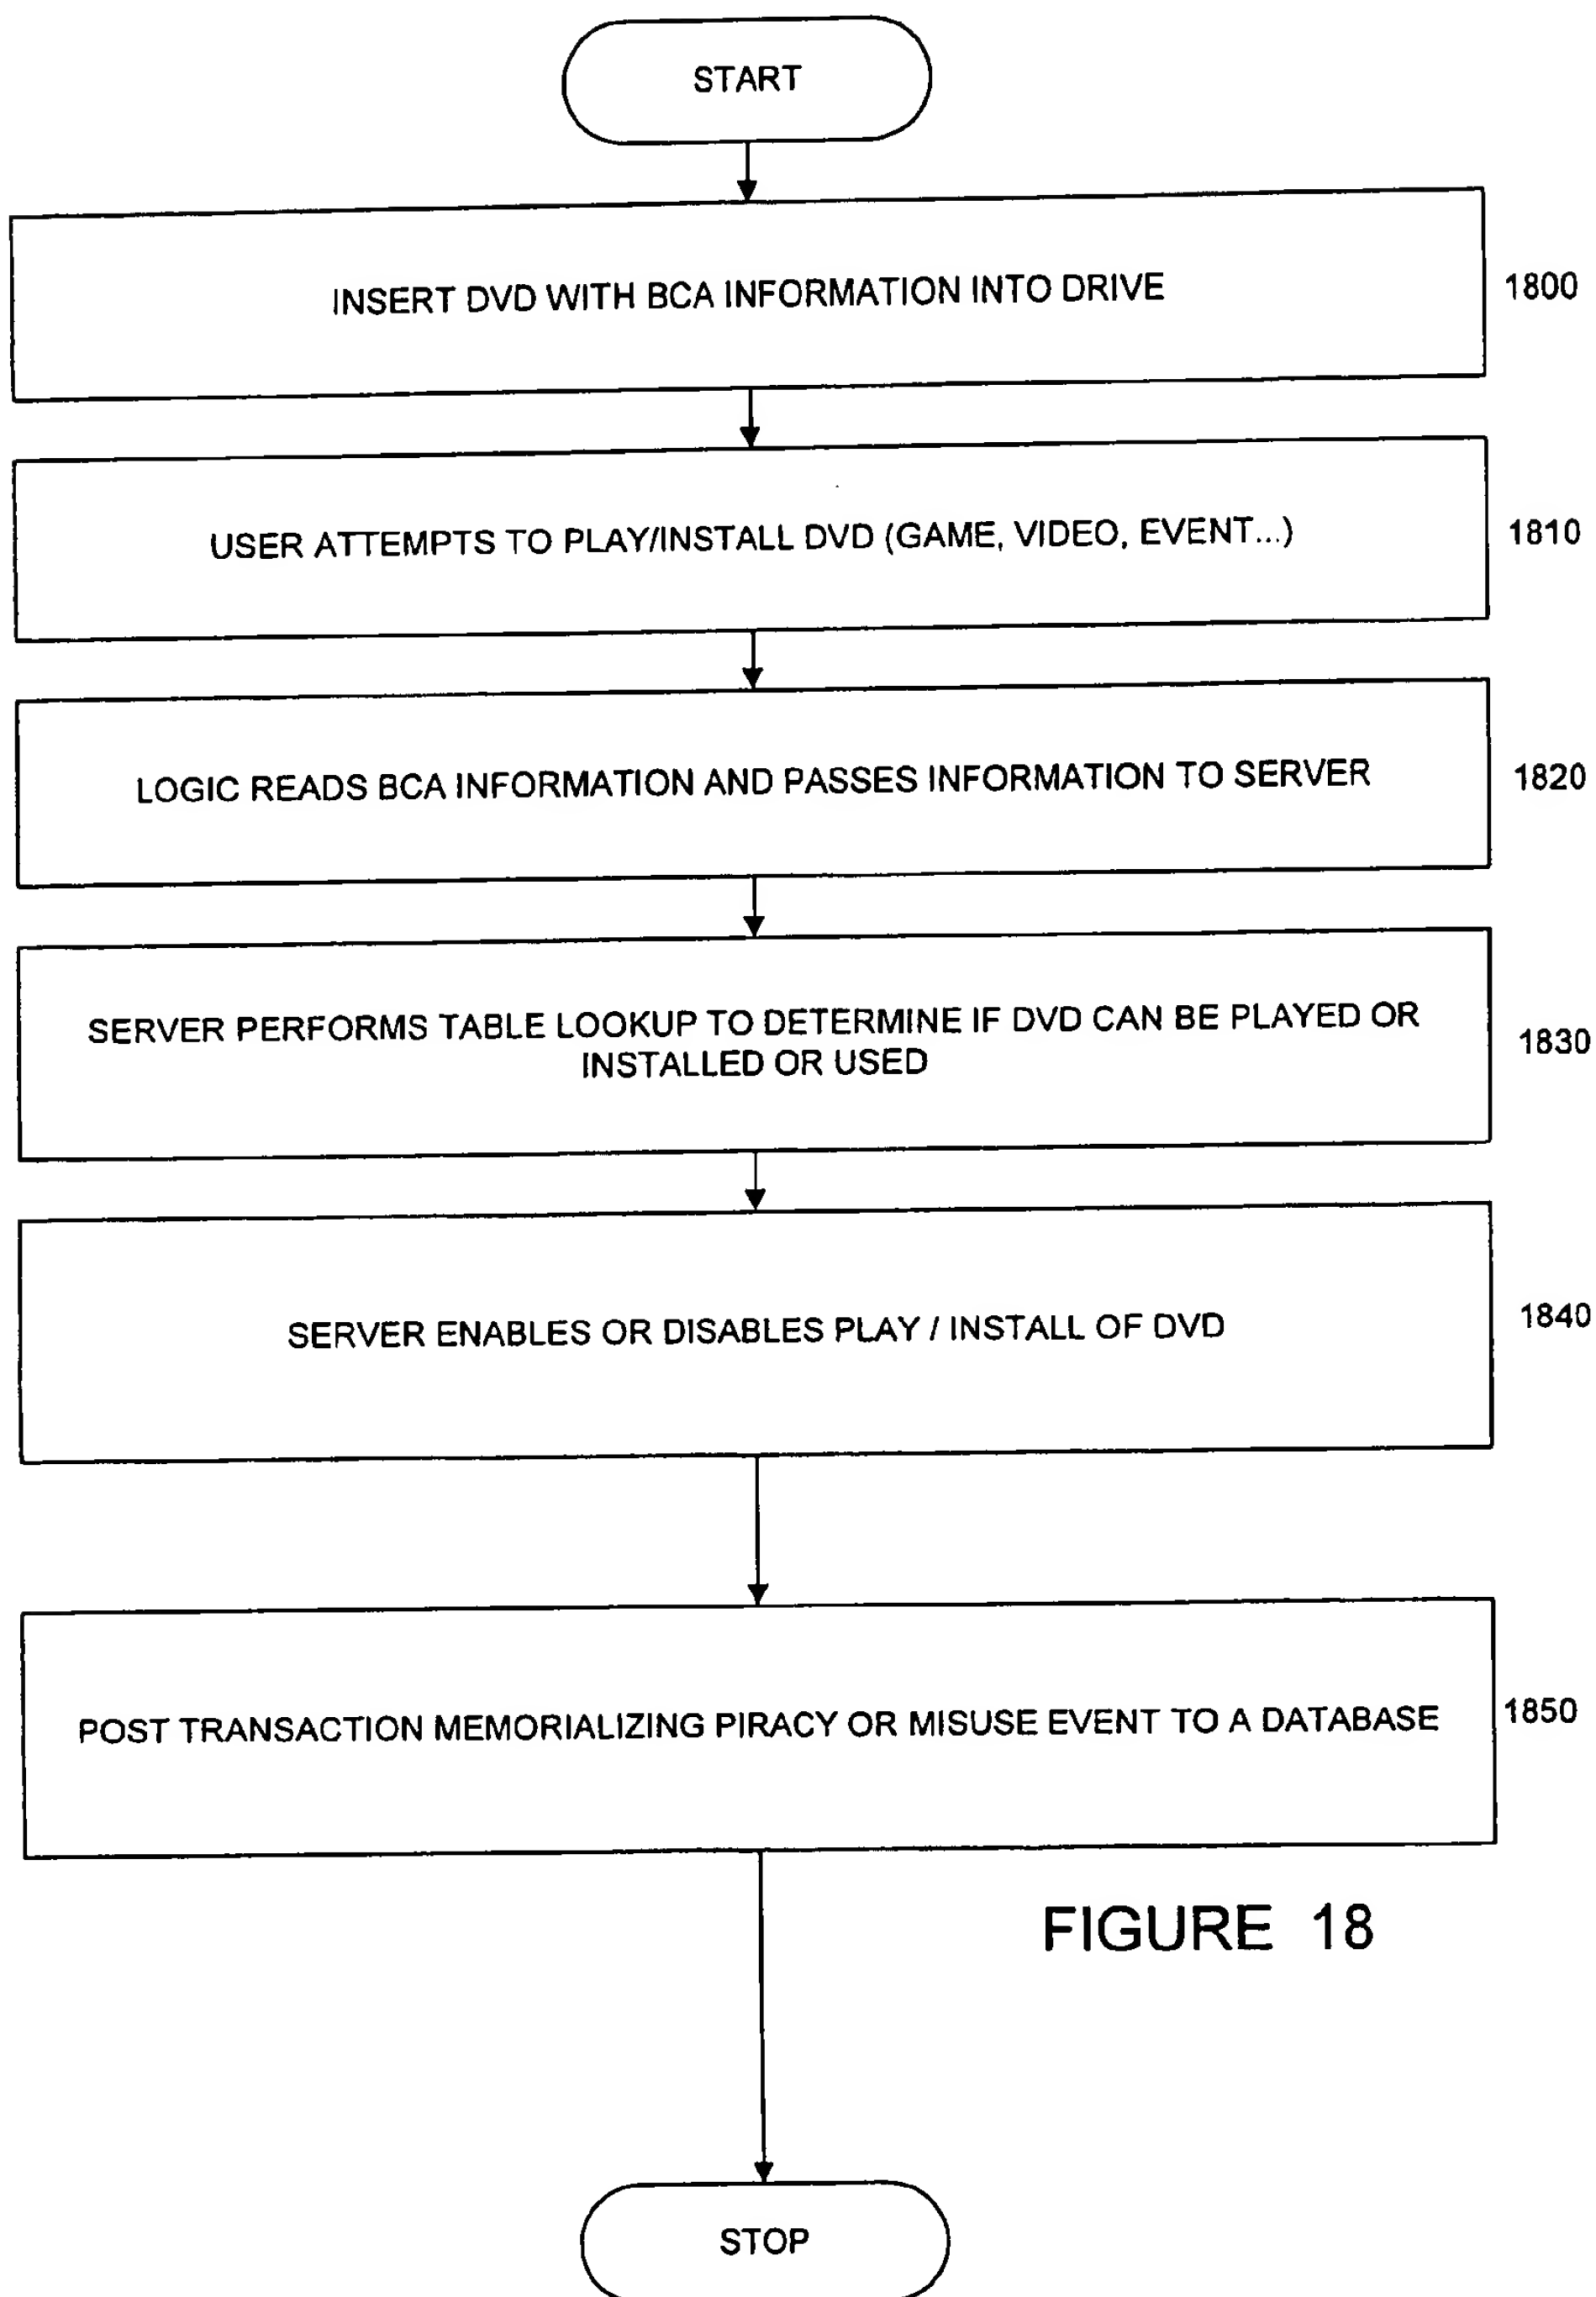 START
INSERT DVD WITH BCA INFORMATION INTO DRIVE
1800
USER ATTEMPTS TO PLAY/INSTALL DVD (GAME, VIDEO, EVENT...)
1810
LOGIC READS BCA INFORMATION AND PASSES INFORMATION TO SERVER
1820
SERVER PERFORMS TABLE LOOKUP TO DETERMINE IF DVD CAN BE PLAYED OR
INSTALLED OR USED
1830
SERVER ENABLES OR DISABLES PLAY / INSTALL OF DVD
1840
POST TRANSACTION MEMORIALIZING PIRACY OR MISUSE EVENT TO A DATABASE
1850
FIGURE 18
STOP